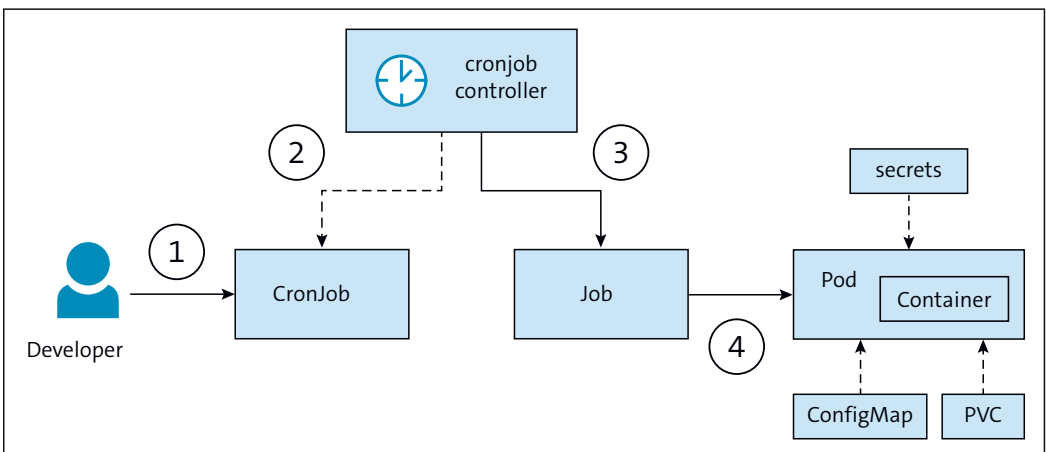 cronjob
controller
2
3
secrets
1
Developer
CronJob
Job
Pod
Container
4
ConfigMap
PVC